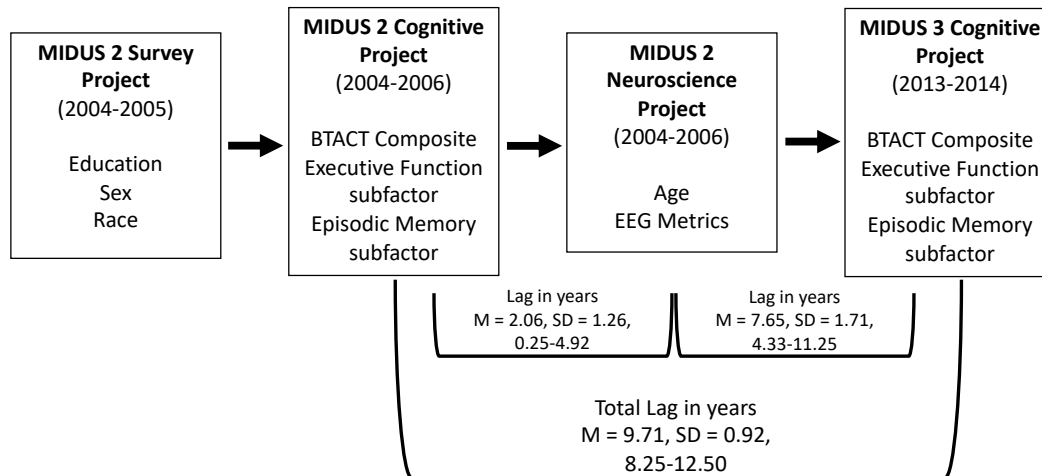 MIDUS 2 Survey
Project
(2004-2005)
Education
Sex
Race
MIDUS 2 Cognitive
Project
(2004-2006)
BTACT Composite
Executive Function
subfactor
Episodic Memory
subfactor
MIDUS 2
Neuroscience
Project
(2004-2006)
Age
EEG Metrics
MIDUS 3 Cognitive
Project
(2013-2014)
BTACT Composite
Executive Function
subfactor
Episodic Memory
subfactor
Lag in years
M = 2.06, SD = 1.26,
0.25-4.92
Lag in years
M = 7.65, SD = 1.71,
4.33-11.25
Total Lag in years
M = 9.71, SD = 0.92,
8.25-12.50